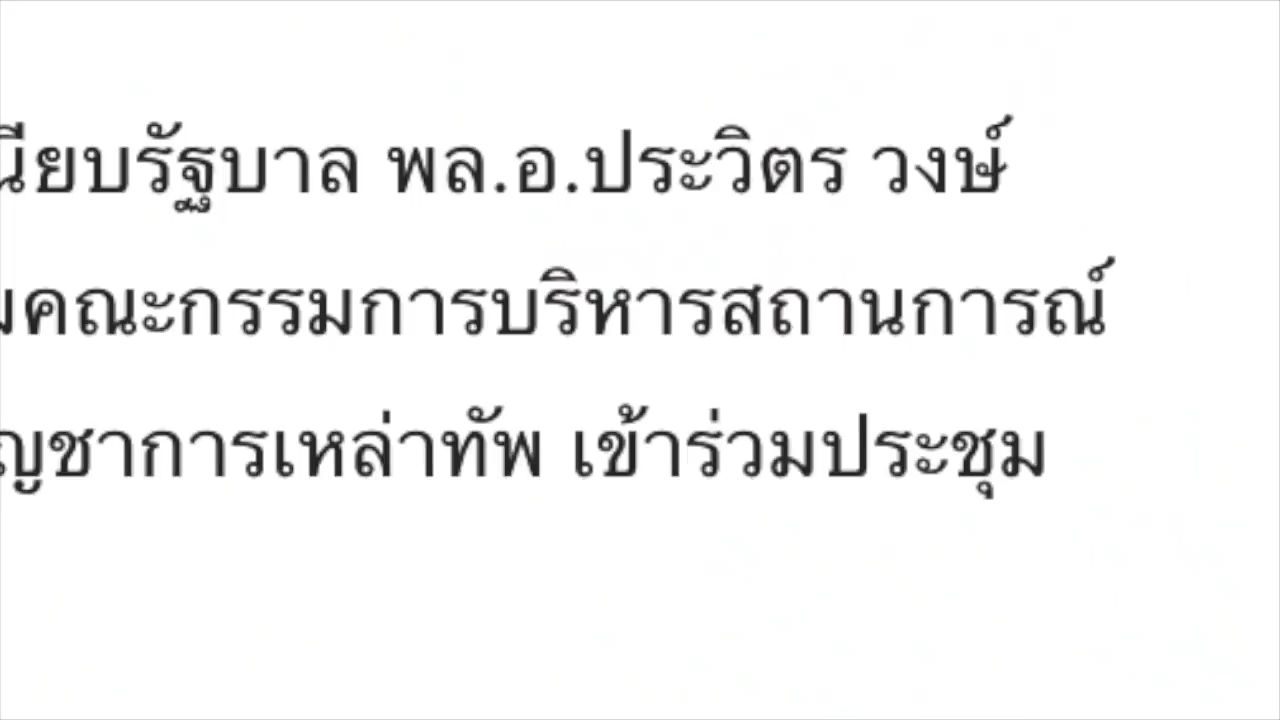 นียบรัฐบาล พล.อ.ประวิตร วงษ์
คณะกรรมการบริหารสถานการณ์
ญชาการเหล่าทัพ เข้าร่วมประชุม